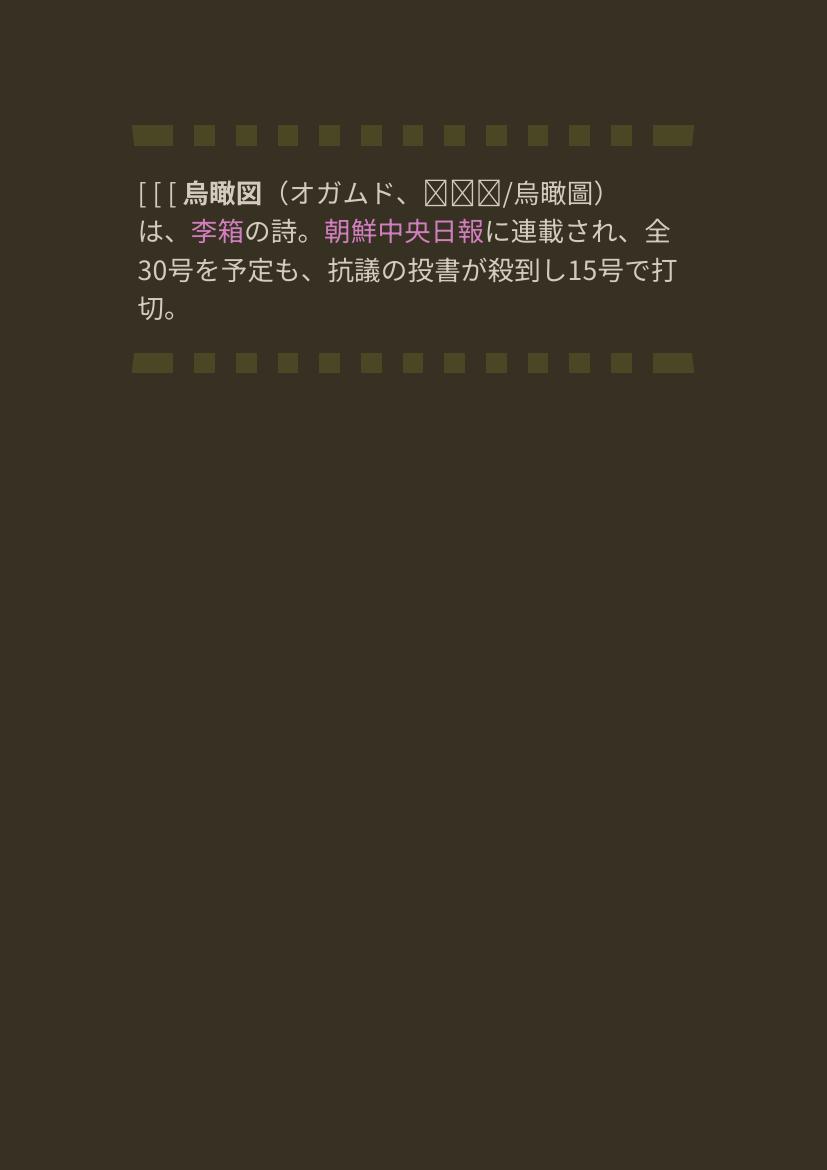 [ [ [ 烏瞰図（オガムド、/烏瞰圖）
は、李箱の詩。朝鮮中央日報に連載され、全
30号を予定も、抗議の投書が殺到し15号で打
切。